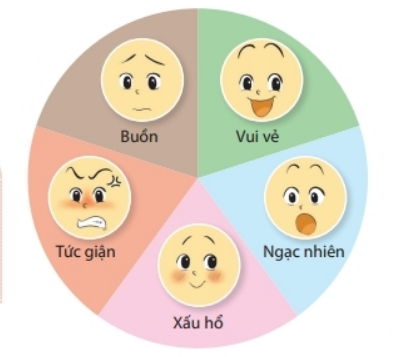 Buồn
Vui vẻ
Tức giận
Ngạc nhiên
Xấu hổ